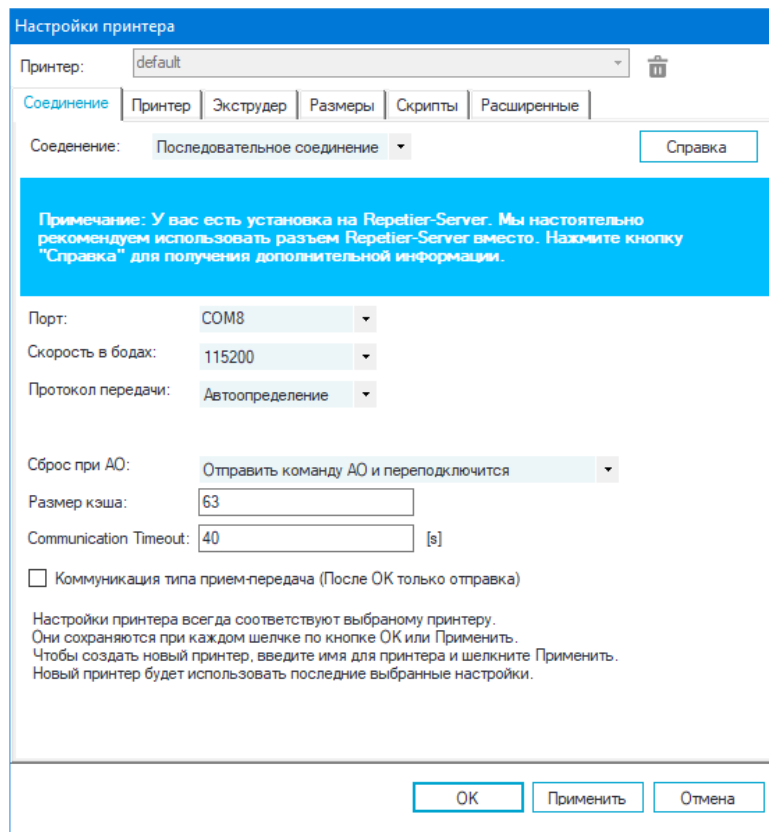 Настройки принтера
Принтер: default
Соединение Принтер Экструдер Размеры Скрипты Расширенные
Соеденение: Последовательное соединение Справка
Примечание: У вас есть установка на Repetier-Server. Мы настоятельно
рекомендуем использовать разъем Repetier-Server вместо. Нажмите кнопку
"Справка" для получения дополнительной информации.
Порт: COM8
Скорость в бодах: 115200
Протокол передачи: Автоопределение
Сброс при АО: Отправить команду АО и переподключится
Размер кэша: 63
Communication Timeout: 40 [s]
Коммуникация типа прием-передача (После OK только отправка)
Настройки принтера всегда соответствуют выбраному принтеру.
Они сохраняются при каждом шелчке по кнопке OK или Применить.
Чтобы создать новый принтер, введите имя для принтера и шелкните Применить.
Новый принтер будет использовать последние выбранные настройки.
OK Применить Отмена